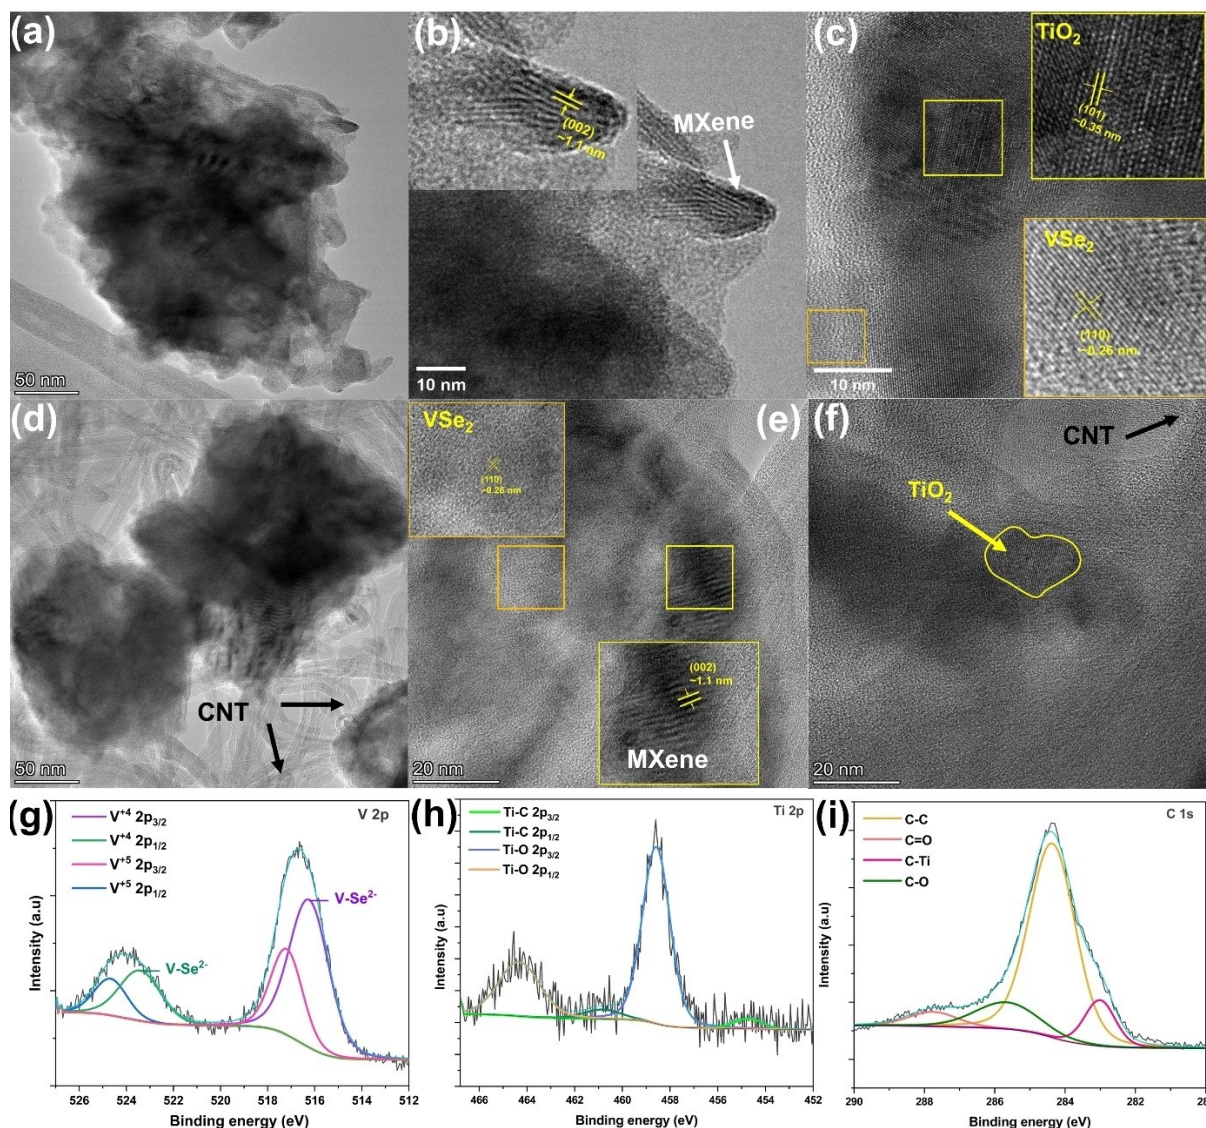 (a)
50 nm
(b)
(002)
~1.1 nm
MXene
10 nm
(c)
TiO₂
(101)
~0.35 nm
VSe₂
(110)
~0.26 nm
10 nm
(d)
CNT
50 nm
VSe₂
(110)
~0.26 nm
(e)
(002)
~1.1 nm
MXene
20 nm
(f)
CNT
TiO₂
20 nm
(g)
V 2p
V⁺⁴ 2p₃/₂
V⁺⁴ 2p₁/₂
V⁺⁵ 2p₃/₂
V⁺⁵ 2p₁/₂
V-Se²⁻
V-Se²⁻
Intensity (a.u)
526 524 522 520 518 516 514 512
Binding energy (eV)
(h)
Ti 2p
Ti-C 2p₃/₂
Ti-C 2p₁/₂
Ti-O 2p₃/₂
Ti-O 2p₁/₂
Intensity (a.u)
466 464 462 460 458 456 454 452
Binding energy (eV)
(i)
C 1s
C-C
C=O
C-Ti
C-O
Intensity (a.u)
290 288 286 284 282
Binding energy (eV)